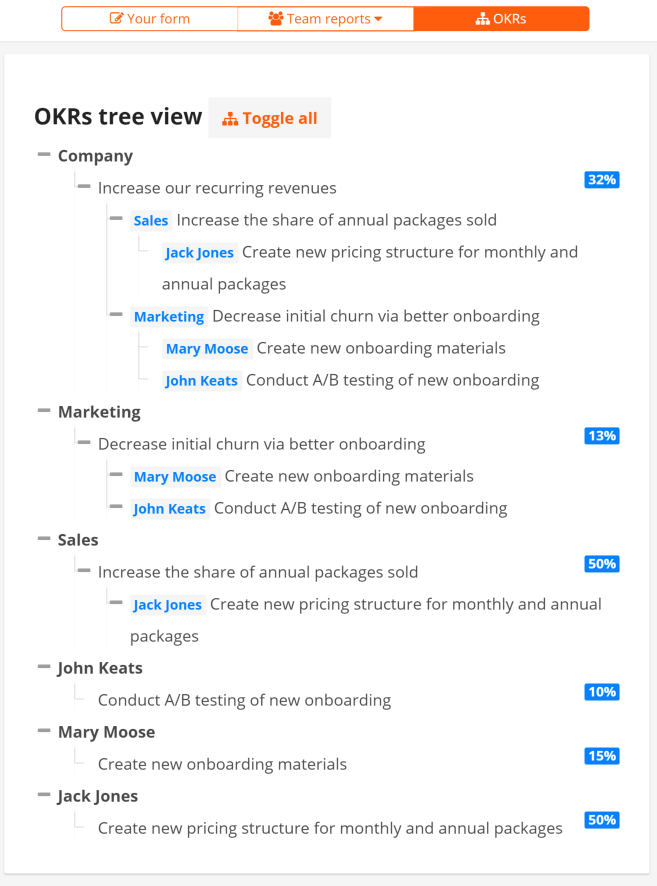 Your form
Team reports
OKRs
OKRs tree view
Toggle all
Company
Increase our recurring revenues 32%
Sales Increase the share of annual packages sold
Jack Jones Create new pricing structure for monthly and
annual packages
Marketing Decrease initial churn via better onboarding
Mary Moose Create new onboarding materials
John Keats Conduct A/B testing of new onboarding
Marketing
Decrease initial churn via better onboarding 13%
Mary Moose Create new onboarding materials
John Keats Conduct A/B testing of new onboarding
Sales
Increase the share of annual packages sold 50%
Jack Jones Create new pricing structure for monthly and annual
packages
John Keats
Conduct A/B testing of new onboarding 10%
Mary Moose
Create new onboarding materials 15%
Jack Jones
Create new pricing structure for monthly and annual packages 50%